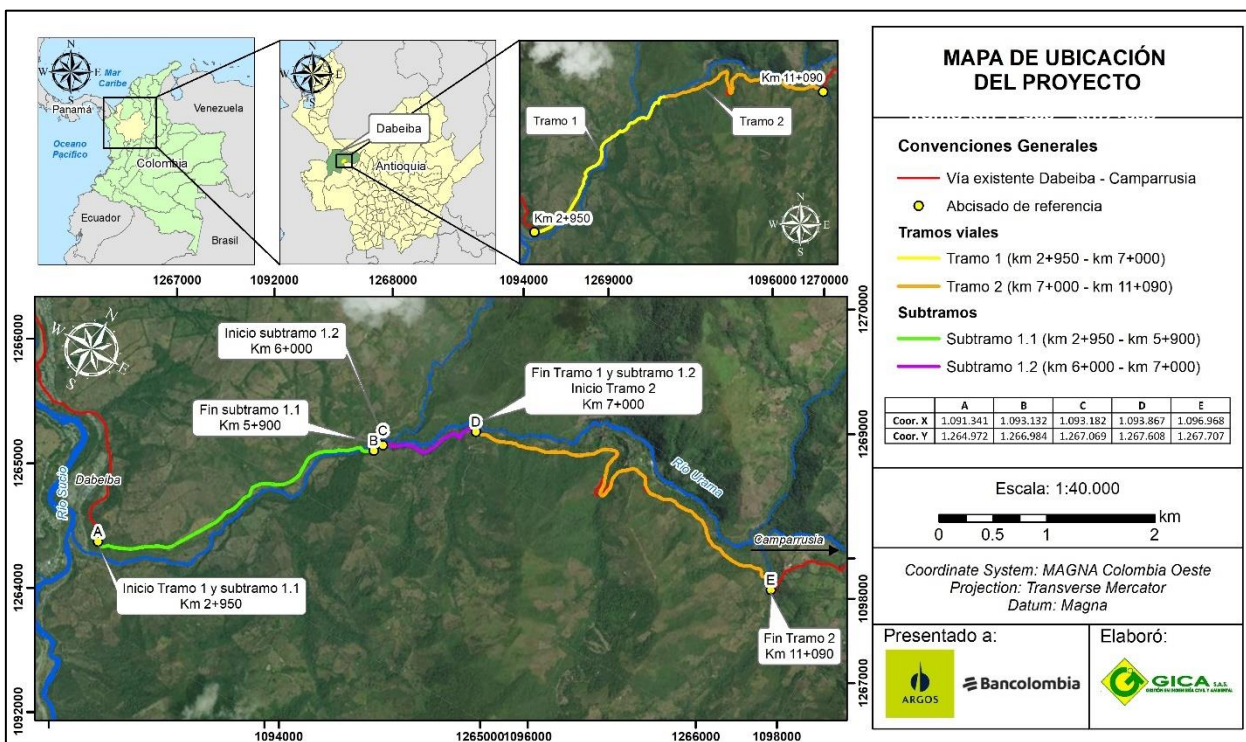 Mar
Caribe
Panamá
Venezuela
Oceano
Pacífico
Colombia
Ecuador
Brasil
N
W
E
S
Dabeiba
Antioquia
N
W
E
S
Km 11+090
Tramo 1
Tramo 2
Km 2+950
N
W
E
S
1267000
1092000
1268000
1094000
1269000
1096000
1270000
1266000
1265000
1264000
1092000
1270000
1269000
1098000
1267000
1094000
1265000
1096000
1266000
1098000
N
W
E
S
Inicio subtramo 1.2
Km 6+000
Fin subtramo 1.1
Km 5+900
Fin Tramo 1 y subtramo 1.2
Inicio Tramo 2
Km 7+000
A
B
C
D
E
Río Sucio
Dabeiba
Río Urama
Camparrusia
Inicio Tramo 1 y subtramo 1.1
Km 2+950
Fin Tramo 2
Km 11+090
MAPA DE UBICACIÓN
DEL PROYECTO
Convenciones Generales
Vía existente Dabeiba - Camparrusia
Abcisado de referencia
Tramos viales
Tramo 1 (km 2+950 - km 7+000)
Tramo 2 (km 7+000 - km 11+090)
Subtramos
Subtramo 1.1 (km 2+950 - km 5+900)
Subtramo 1.2 (km 6+000 - km 7+000)
A B C D E
Coor. X 1.091.341 1.093.132 1.093.182 1.093.867 1.096.968
Coor. Y 1.264.972 1.266.984 1.267.069 1.267.608 1.267.707
Escala: 1:40.000
km
0 0.5 1 2
Coordinate System: MAGNA Colombia Oeste
Projection: Transverse Mercator
Datum: Magna
Presentado a:
ARGOS
Bancolombia
Elaboró:
GICA S.A.S.
GESTIÓN EN INGENIERÍA CIVIL Y AMBIENTAL